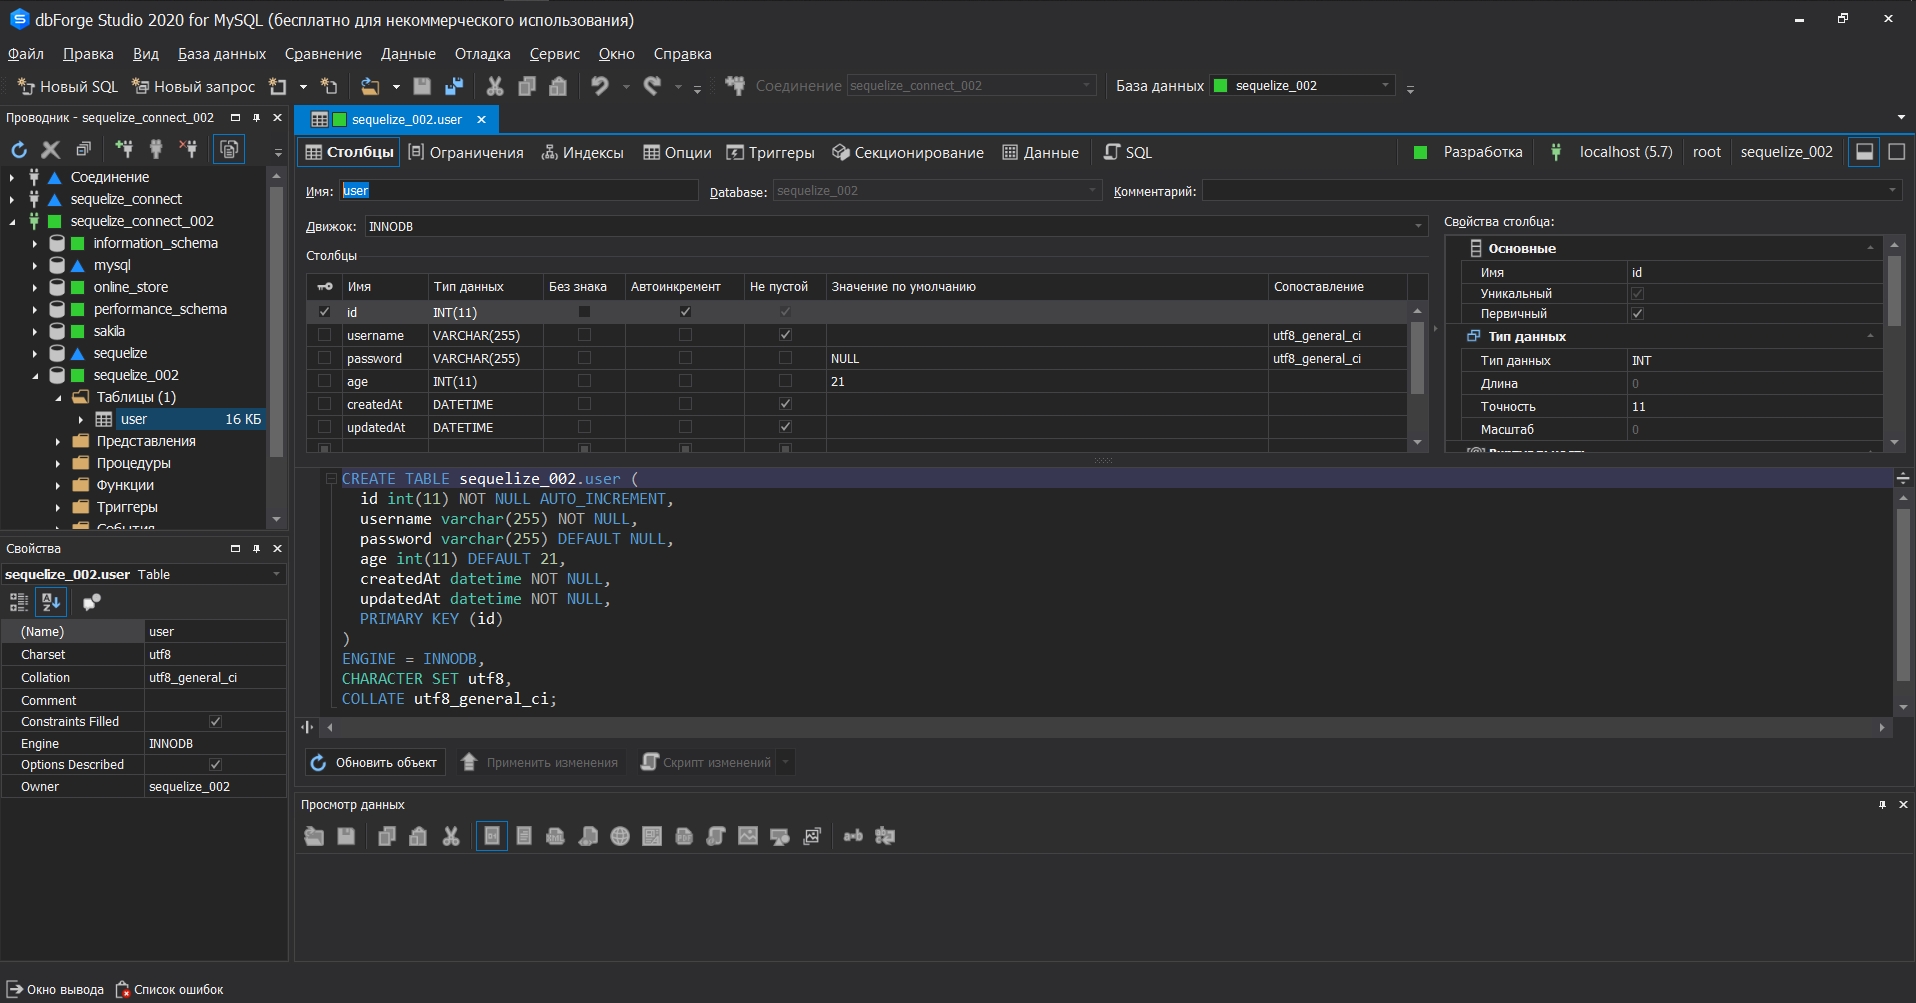 dbForge Studio 2020 for MySQL (бесплатно для некоммерческого использования)
Файл Правка Вид База данных Сравнение Данные Отладка Сервис Окно Справка
Новый SQL Новый запрос Соединение sequelize_connect_002 База данных sequelize_002
Проводник - sequelize_connect_002
Соединение
sequelize_connect
sequelize_connect_002
information_schema
mysql
online_store
performance_schema
sakila
sequelize
sequelize_002
Таблицы (1)
user 16 КБ
Представления
Процедуры
Функции
Триггеры
События
Свойства
sequelize_002.user Table
(Name) user
Charset utf8
Collation utf8_general_ci
Comment
Constraints Filled
Engine INNODB
Options Described
Owner sequelize_002
sequelize_002.user
Столбцы Ограничения Индексы Опции Триггеры Секционирование Данные SQL
Разработка localhost (5.7) root sequelize_002
Имя: user Database: sequelize_002 Комментарий:
Движок: INNODB
Столбцы
Имя Тип данных Без знака Автоинкремент Не пустой Значение по умолчанию Сопоставление
id INT(11)
username VARCHAR(255) utf8_general_ci
password VARCHAR(255) NULL utf8_general_ci
age INT(11) 21
createdAt DATETIME
updatedAt DATETIME
Свойства столбца:
Основные
Имя id
Уникальный
Первичный
Тип данных
Тип данных INT
Длина 0
Точность 11
Масштаб 0
CREATE TABLE sequelize_002.user (
id int(11) NOT NULL AUTO_INCREMENT,
username varchar(255) NOT NULL,
password varchar(255) DEFAULT NULL,
age int(11) DEFAULT 21,
createdAt datetime NOT NULL,
updatedAt datetime NOT NULL,
PRIMARY KEY (id)
)
ENGINE = INNODB,
CHARACTER SET utf8,
COLLATE utf8_general_ci;
Обновить объект Применить изменения Скрипт изменений
Просмотр данных
Окно вывода Список ошибок